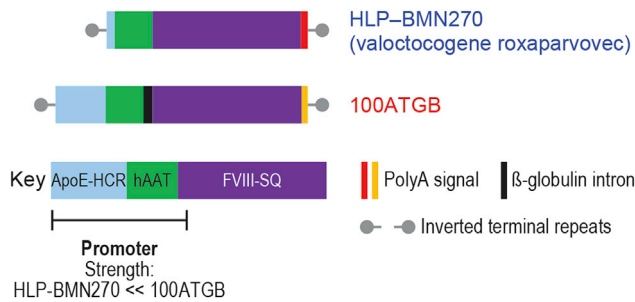 HLP–BMN270
(valoctocogene roxaparvovec)
100ATGB
Key ApoE-HCR hAAT FVIII-SQ PolyA signal ß-globulin intron
Inverted terminal repeats
Promoter
Strength:
HLP-BMN270 << 100ATGB